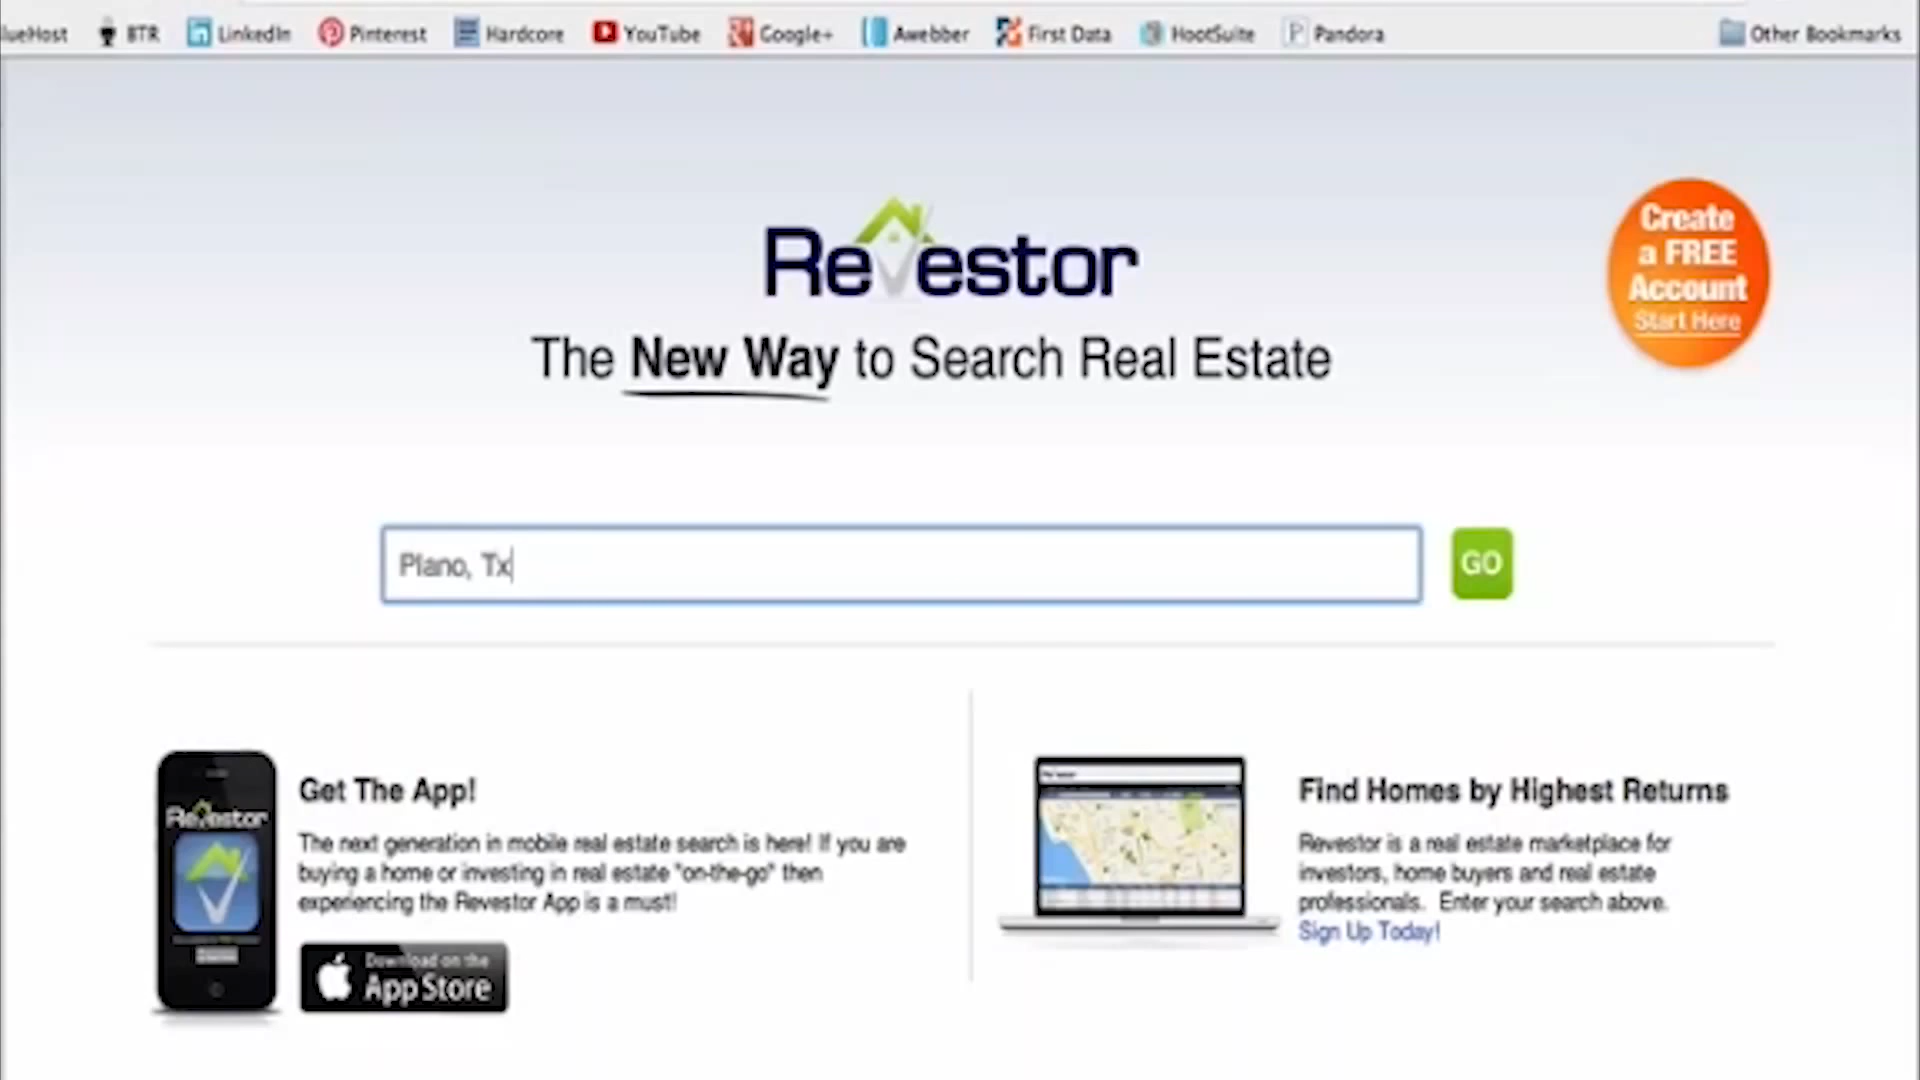 BTR LinkedIn Pinterest Hardcore YouTube Google+ Awebber First Data HootSuite Pandora Other Bookmarks
Revestor
The New Way to Search Real Estate
Create
a FREE
Account
Start Here
Plano, Tx
GO
Get The App!
The next generation in mobile real estate search is here! If you are
buying a home or investing in real estate "on-the-go" then
experiencing the Revestor App is a must!
Revestor
Download on the
App Store
Find Homes by Highest Returns
Revestor is a real estate marketplace for
investors, home buyers and real estate
professionals. Enter your search above.
Sign Up Today!